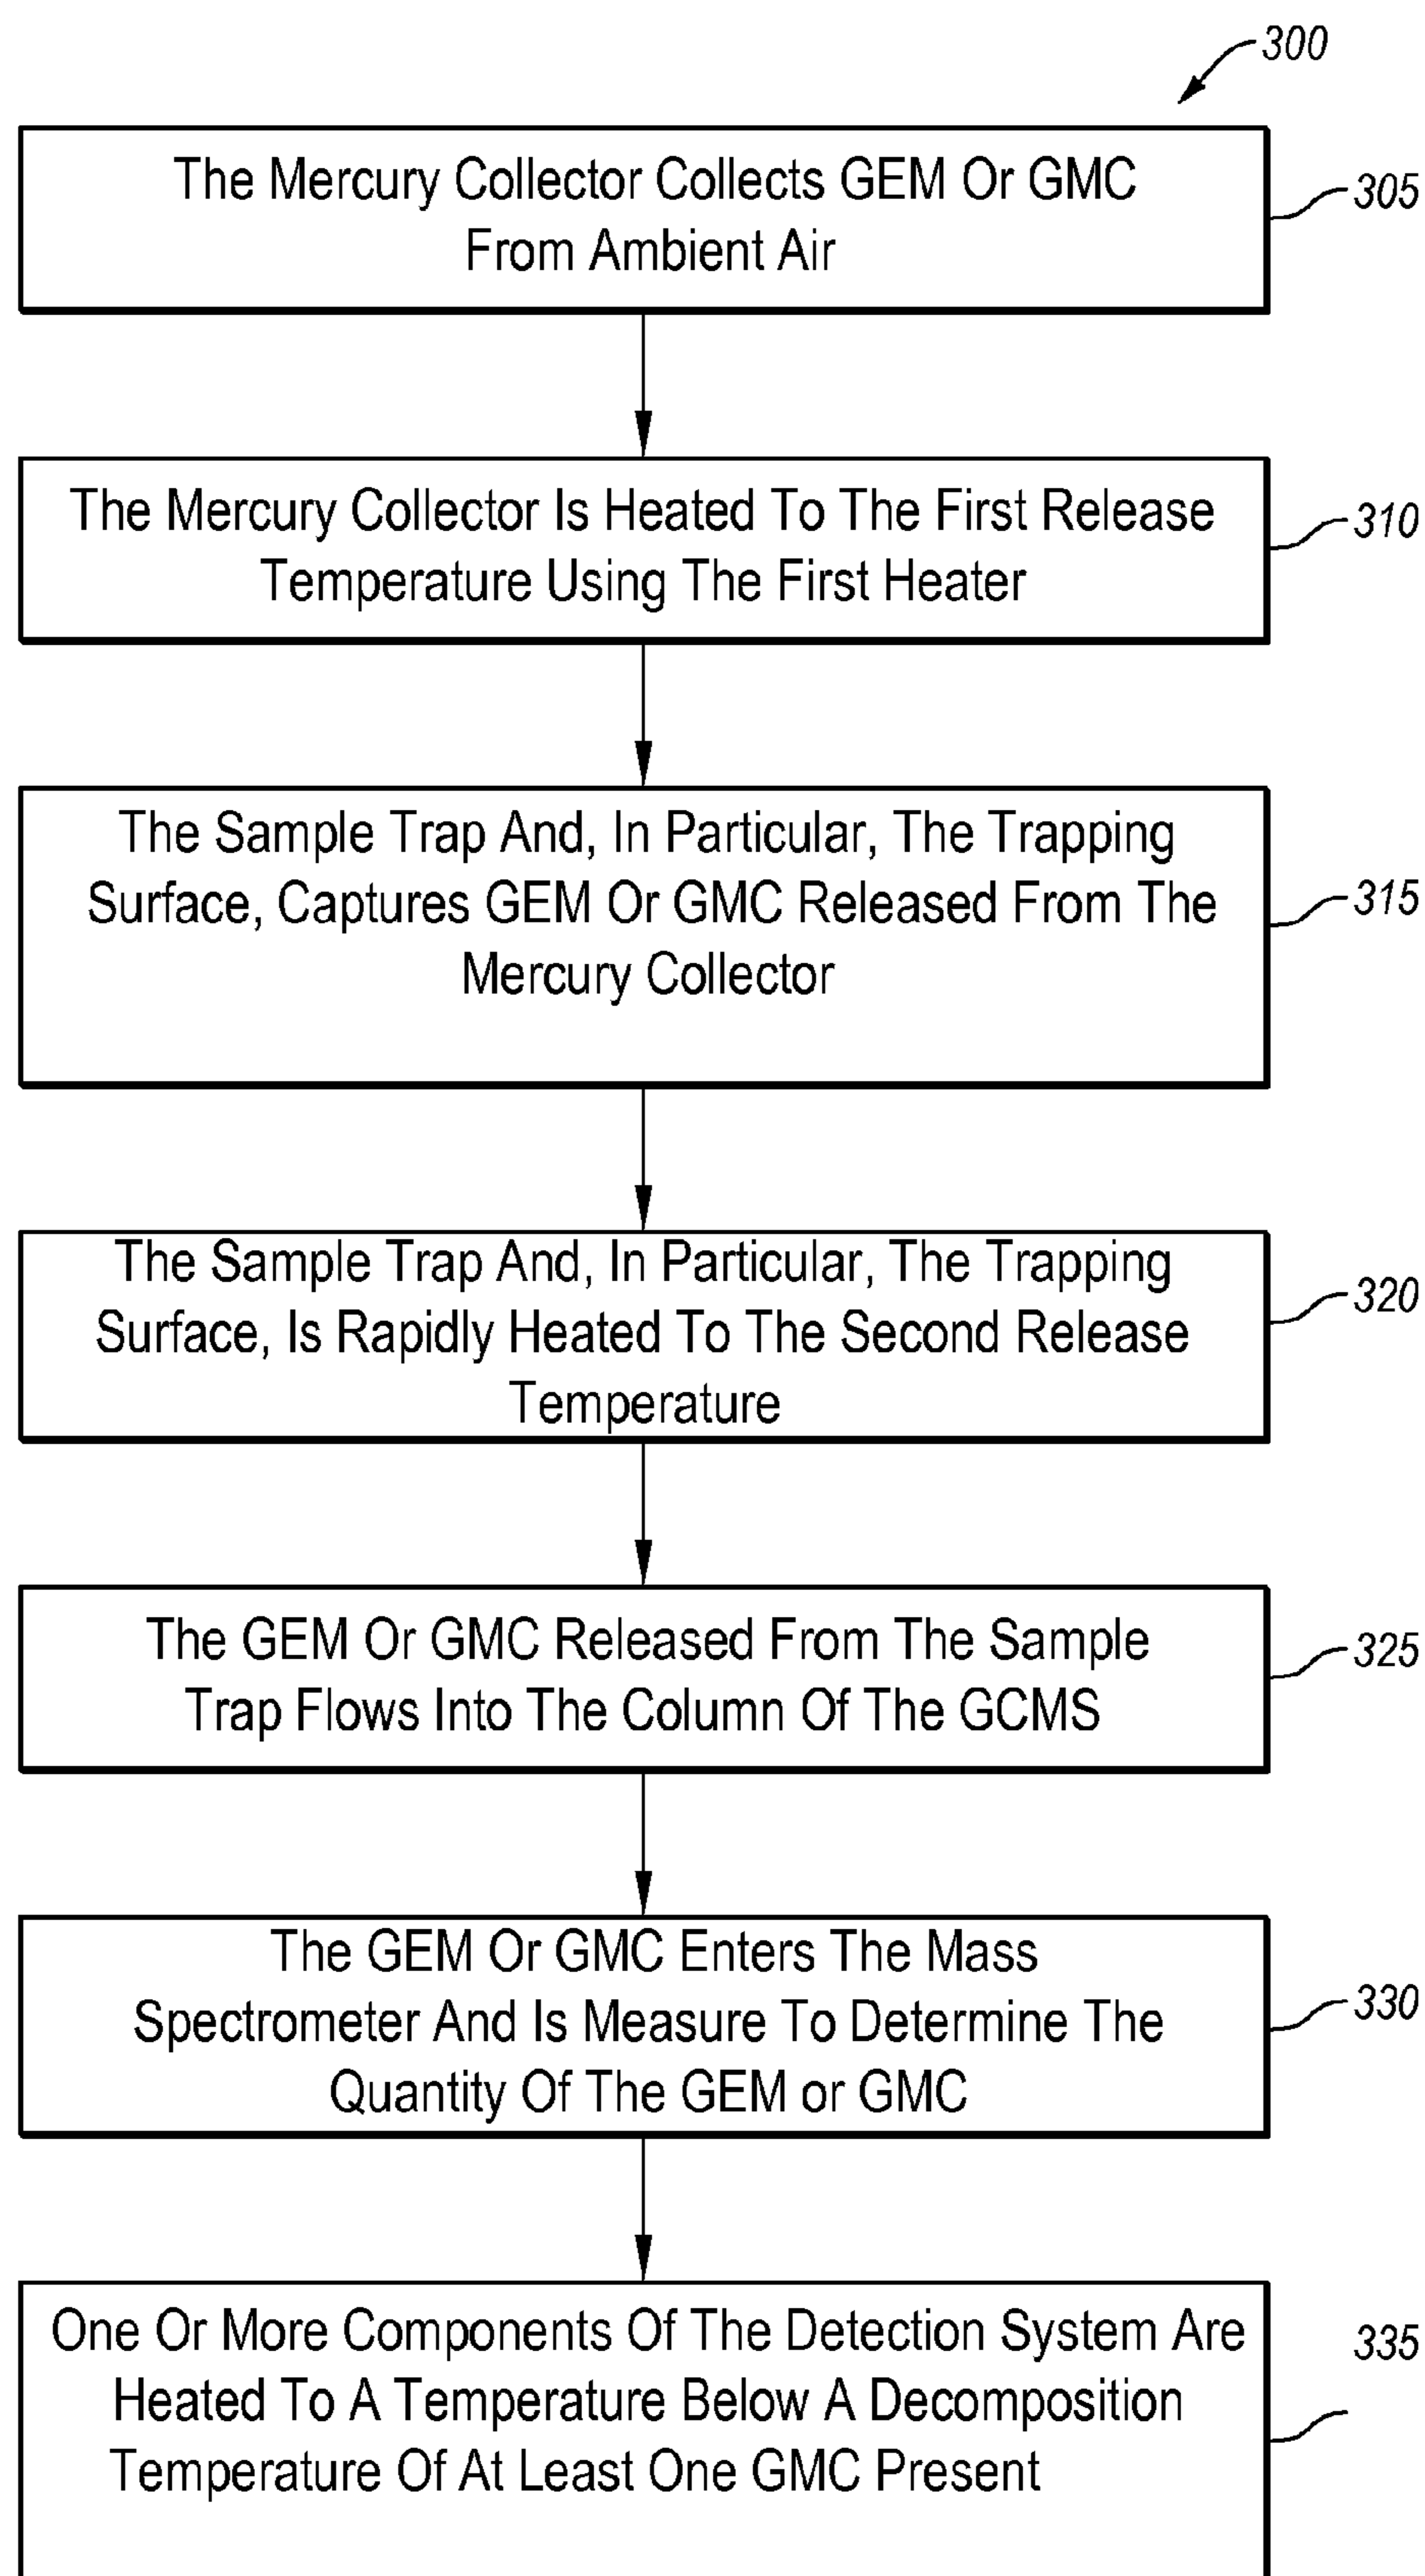 300
The Mercury Collector Collects GEM Or GMC
From Ambient Air
305
The Mercury Collector Is Heated To The First Release
Temperature Using The First Heater
310
The Sample Trap And, In Particular, The Trapping
Surface, Captures GEM Or GMC Released From The
Mercury Collector
315
The Sample Trap And, In Particular, The Trapping
Surface, Is Rapidly Heated To The Second Release
Temperature
320
The GEM Or GMC Released From The Sample
Trap Flows Into The Column Of The GCMS
325
The GEM Or GMC Enters The Mass
Spectrometer And Is Measure To Determine The
Quantity Of The GEM or GMC
330
One Or More Components Of The Detection System Are
Heated To A Temperature Below A Decomposition
Temperature Of At Least One GMC Present
335